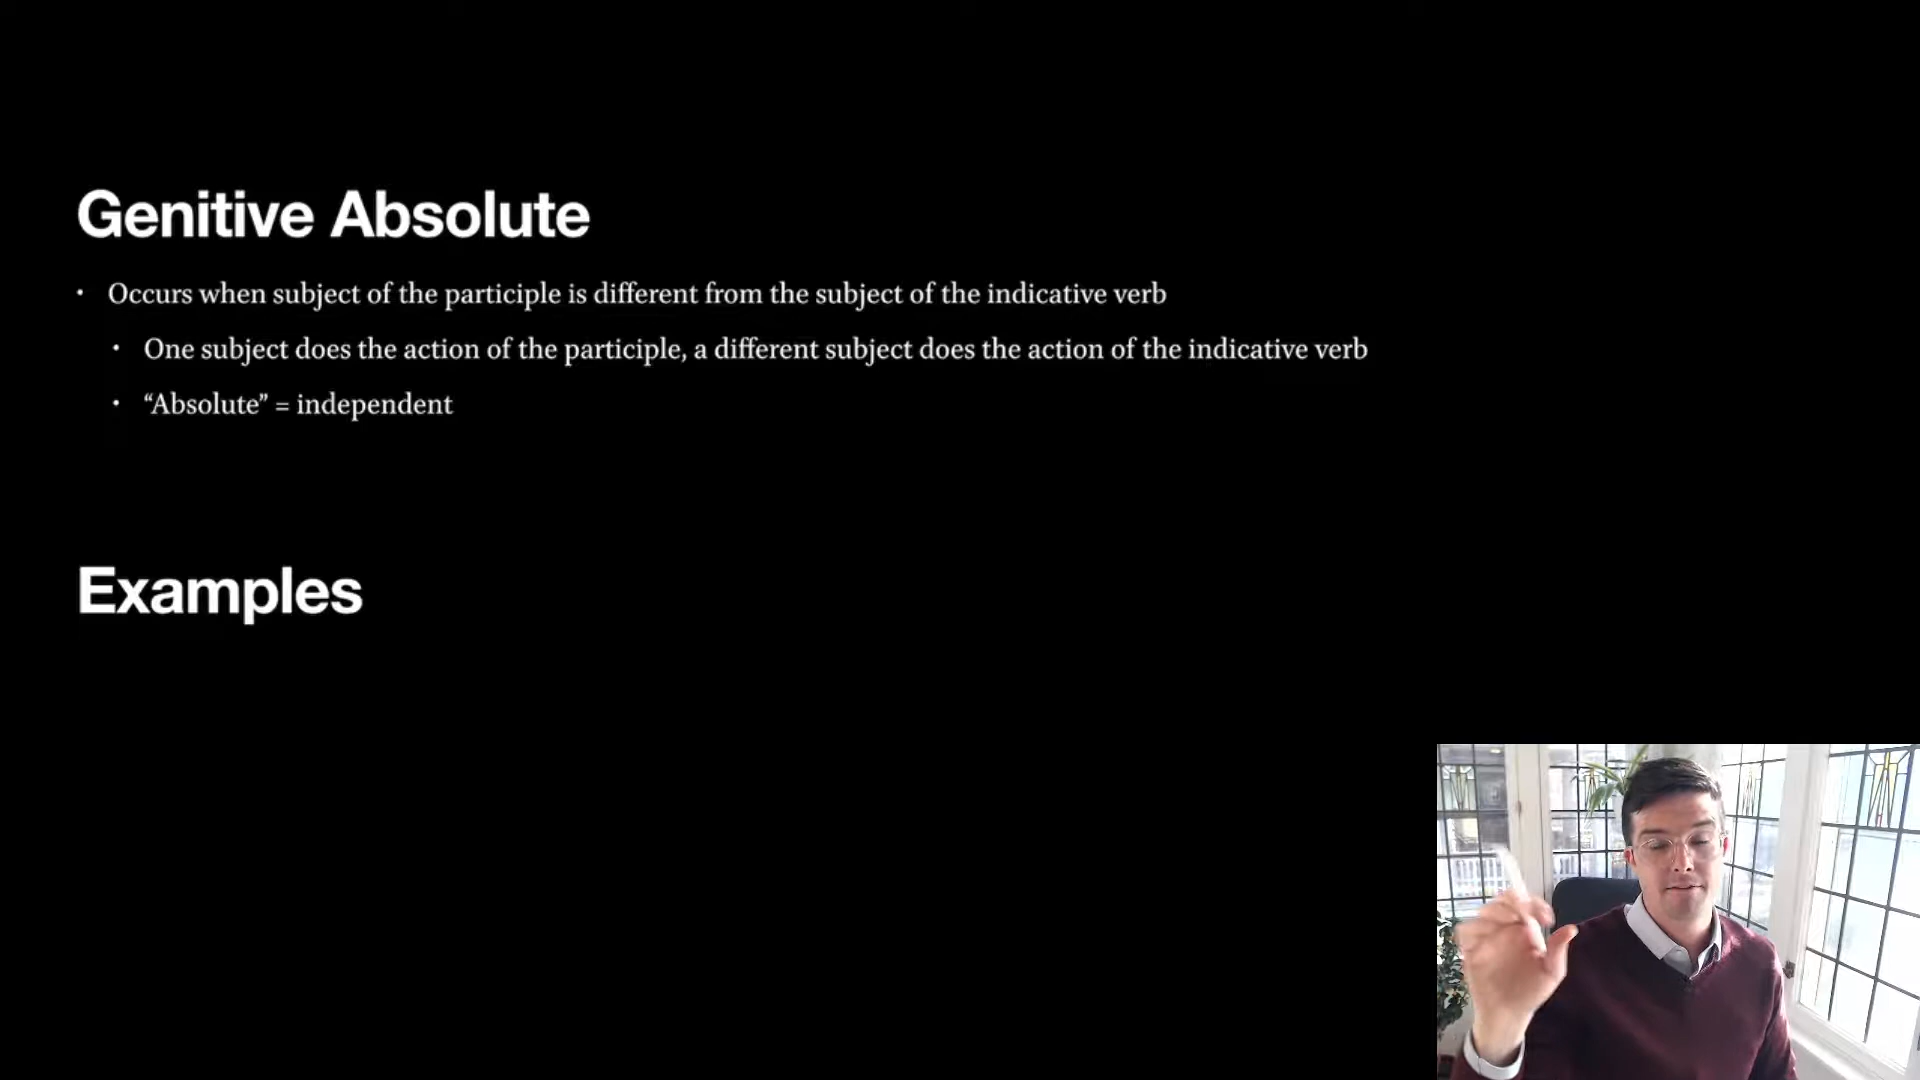 Genitive Absolute
• Occurs when subject of the participle is different from the subject of the indicative verb
• One subject does the action of the participle, a different subject does the action of the indicative verb
• “Absolute” = independent
Examples